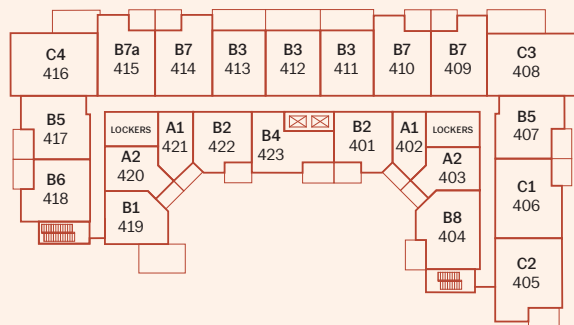 C4
416
B7a
415
B7
414
B3
413
B3
412
B3
411
B7
410
B7
409
C3
408
B5
417
LOCKERS
A1
421
B2
422
B4
423
B2
401
A1
402
LOCKERS
B5
407
A2
420
A2
403
B6
418
B1
419
B8
404
C1
406
C2
405